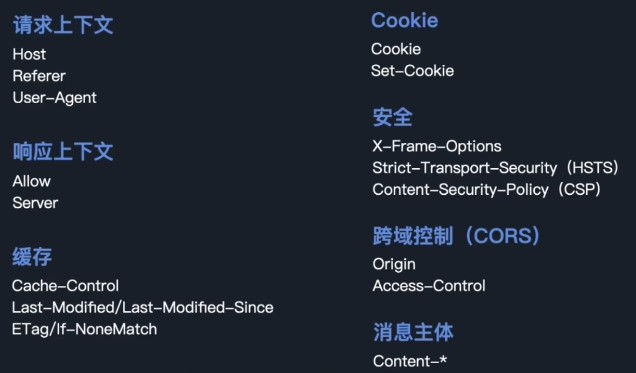 请求上下文
Host
Referer
User-Agent
响应上下文
Allow
Server
缓存
Cache-Control
Last-Modified/Last-Modified-Since
ETag/If-NoneMatch
Cookie
Cookie
Set-Cookie
安全
X-Frame-Options
Strict-Transport-Security（HSTS）
Content-Security-Policy（CSP）
跨域控制（CORS）
Origin
Access-Control
消息主体
Content-*